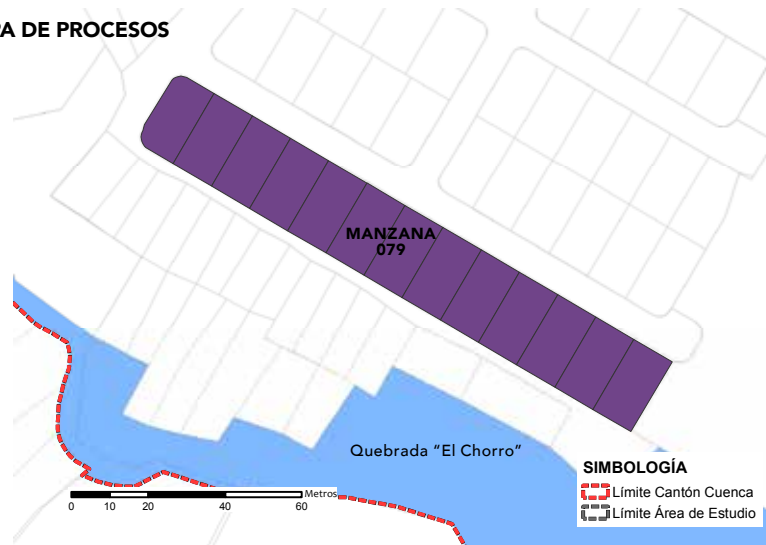 PA DE PROCESOS
MANZANA
079
Quebrada "El Chorro"
SIMBOLOGÍA
Límite Cantón Cuenca
Límite Área de Estudio
Metros
0 10 20 40 60